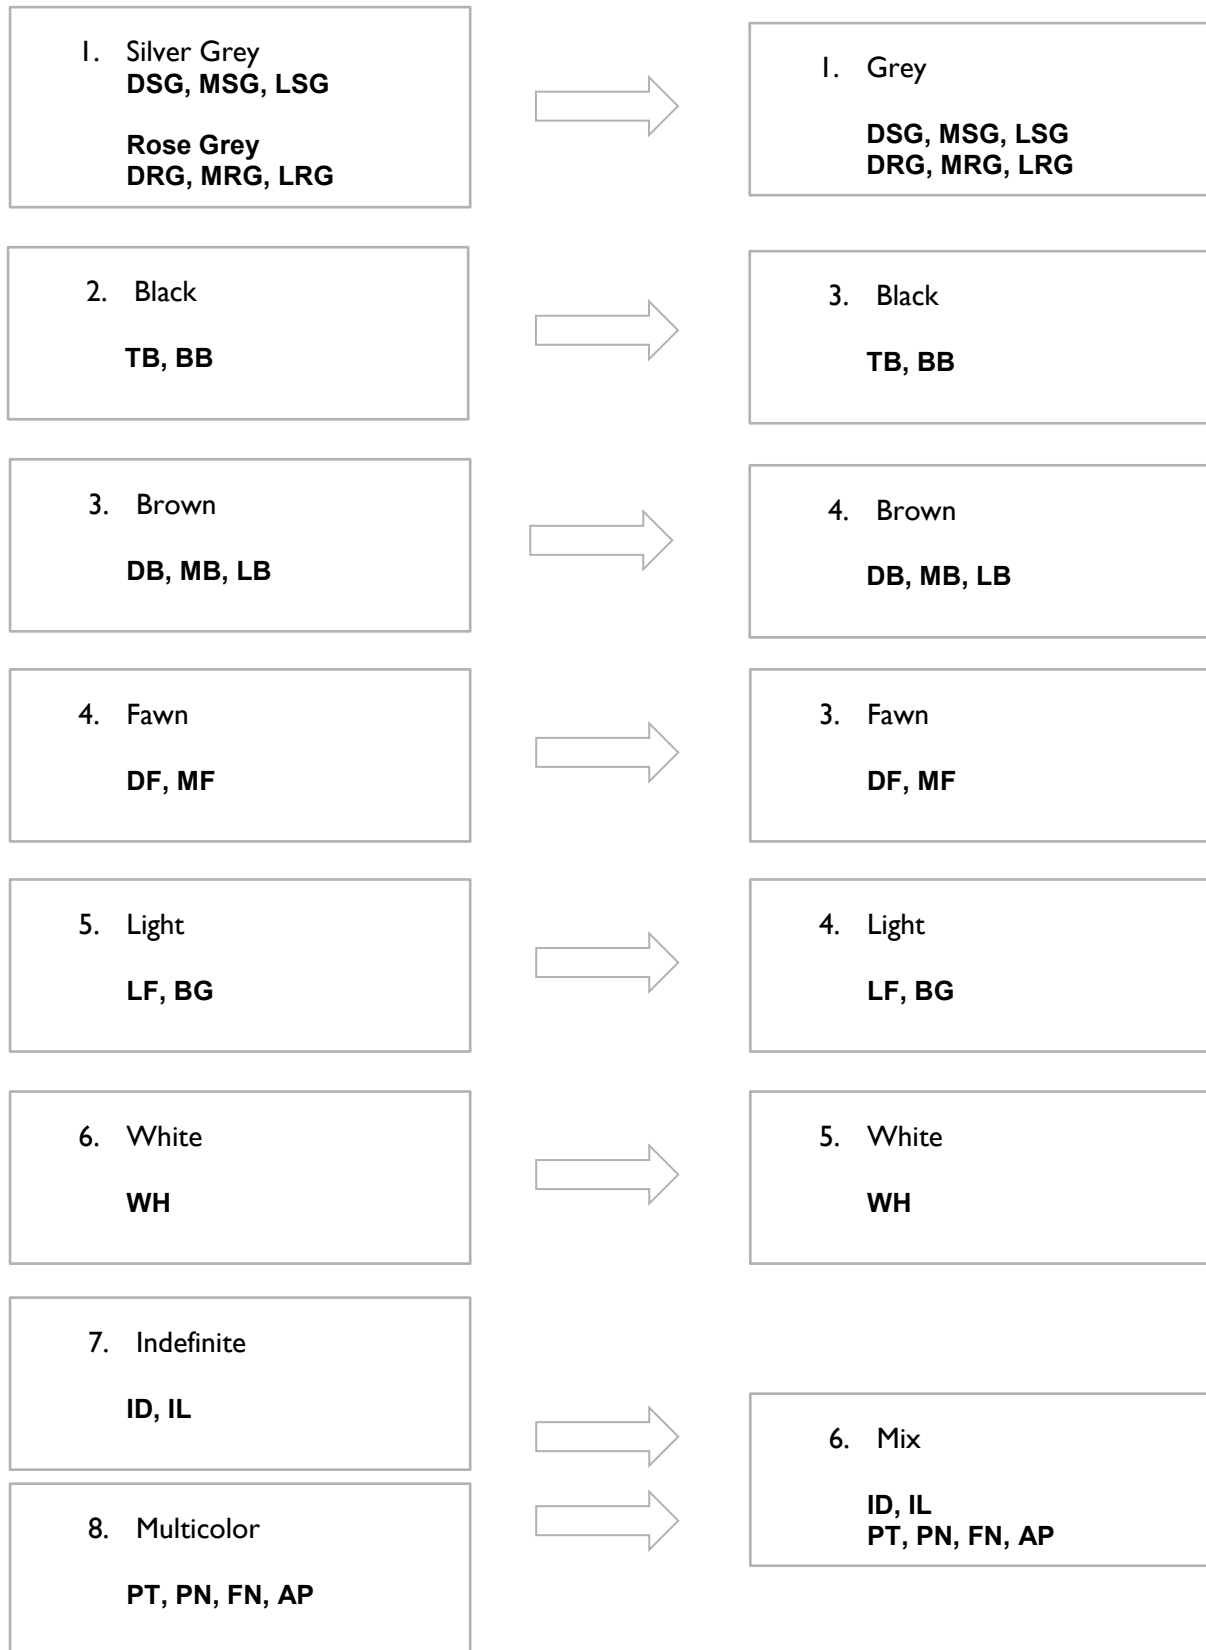 1. Silver Grey
DSG, MSG, LSG
Rose Grey
DRG, MRG, LRG
1. Grey
DSG, MSG, LSG
DRG, MRG, LRG
2. Black
TB, BB
3. Black
TB, BB
3. Brown
DB, MB, LB
4. Brown
DB, MB, LB
4. Fawn
DF, MF
3. Fawn
DF, MF
5. Light
LF, BG
4. Light
LF, BG
6. White
WH
5. White
WH
7. Indefinite
ID, IL
8. Multicolor
PT, PN, FN, AP
6. Mix
ID, IL
PT, PN, FN, AP